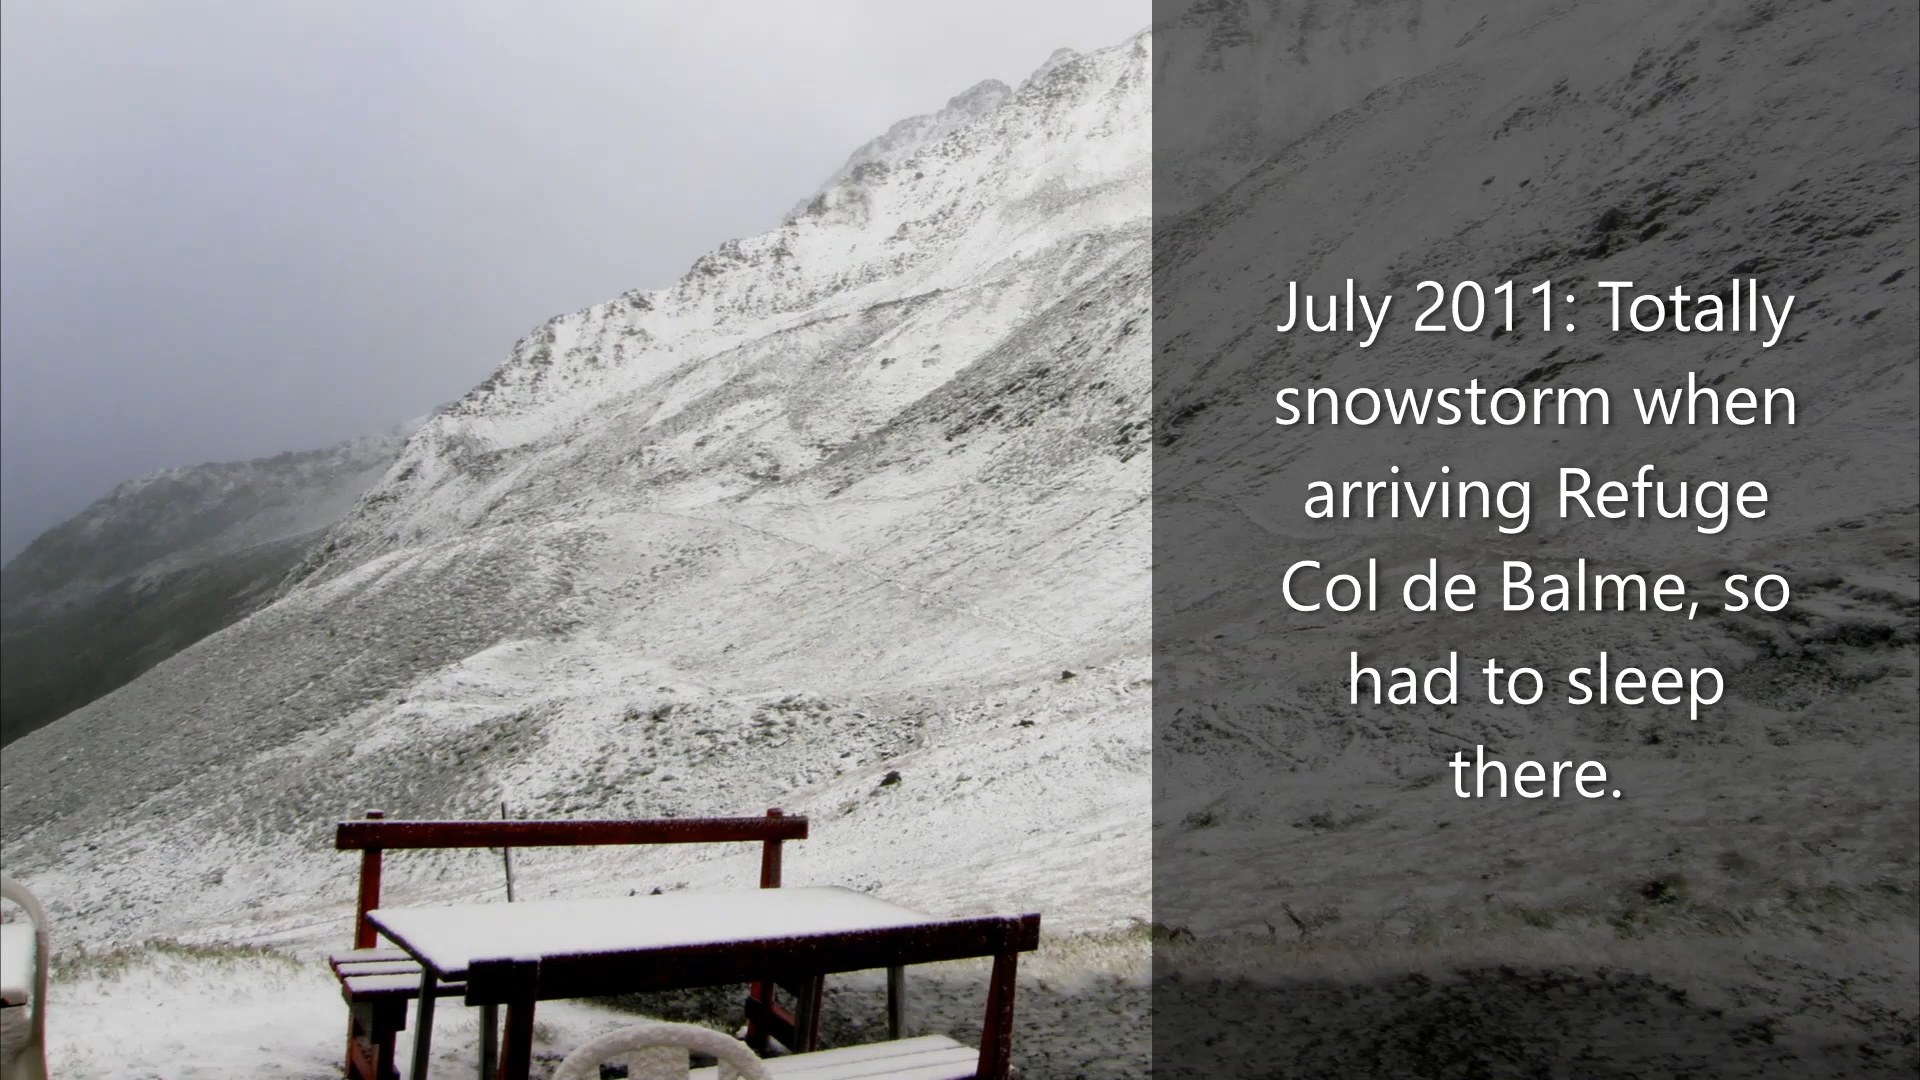 July 2011: Totally
snowstorm when
arriving Refuge
Col de Balme, so
had to sleep
there.